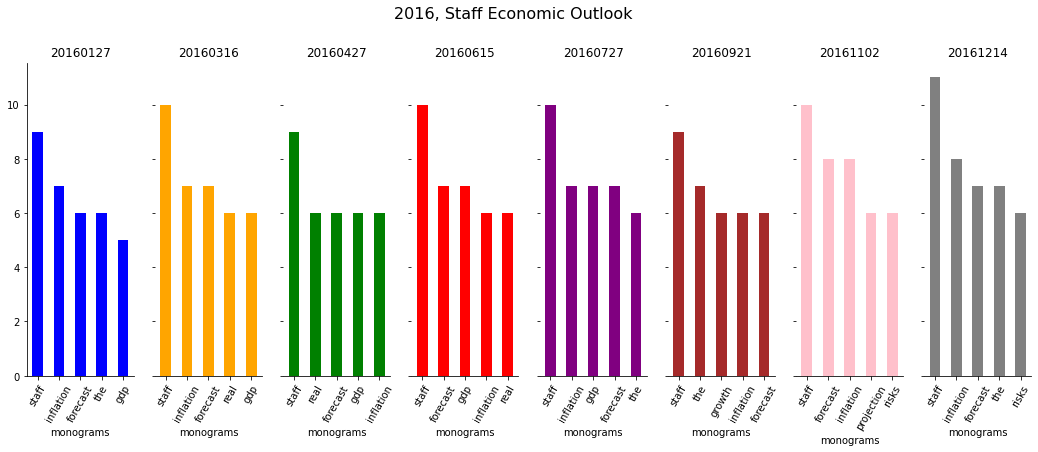 2016, Staff Economic Outlook
20160127 20160316 20160427 20160615 20160727 20160921 20161102 20161214
10
8
6
4
2
0
staff inflation forecast the gdp staff inflation forecast real gdp staff real forecast gdp inflation staff forecast gdp inflation real staff inflation gdp forecast the staff the growth inflation forecast staff forecast inflation projection risks staff inflation forecast the risks
monograms monograms monograms monograms monograms monograms monograms monograms